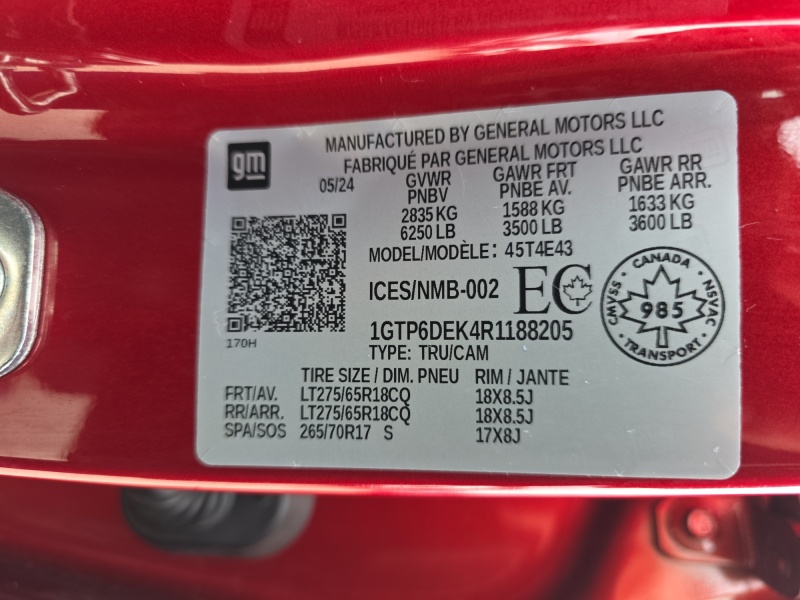 gm
MANUFACTURED BY GENERAL MOTORS LLC
FABRIQUÉ PAR GENERAL MOTORS LLC
05/24
GVWR GAWR FRT GAWR RR
PNBV PNBE AV. PNBE ARR.
2835 KG 1588 KG 1633 KG
6250 LB 3500 LB 3600 LB
MODEL/MODÈLE: 45T4E43
ICES/NMB-002 EC
CANADA
CMVSS · NSVAC
985
TRANSPORT
170H
1GTP6DEK4R1188205
TYPE: TRU/CAM
TIRE SIZE / DIM. PNEU RIM / JANTE
FRT/AV. LT275/65R18CQ 18X8.5J
RR/ARR. LT275/65R18CQ 18X8.5J
SPA/SOS 265/70R17 S 17X8J